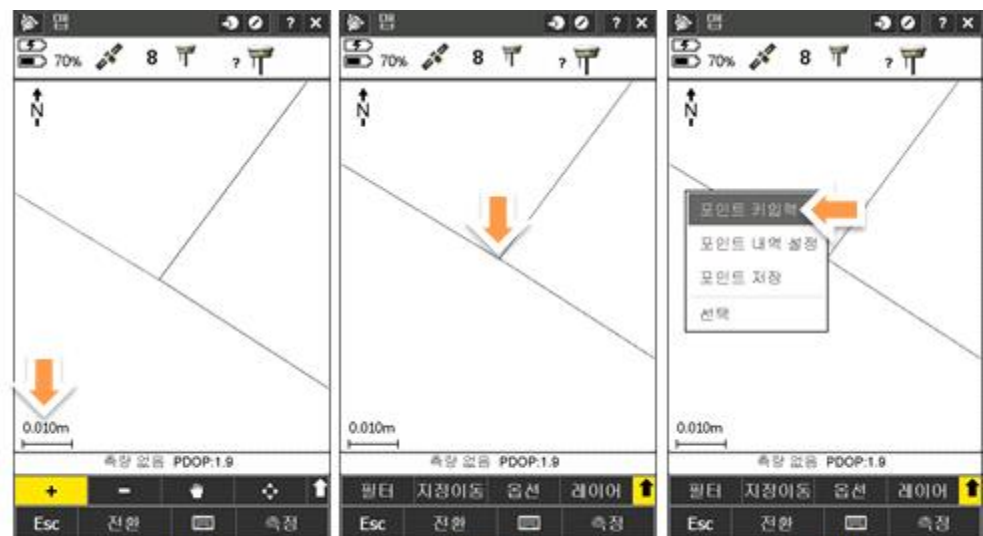 맵
? ×
70% 8 ?
N
0.010m
측량 없음 PDOP:1.9
+ -
Esc 전환 측정
맵
? ×
70% 8 ?
N
0.010m
측량 없음 PDOP:1.9
필터 지정이동 옵션 레이어
Esc 전환 측정
맵
? ×
70% 8 ?
N
포인트 키입력
포인트 내역 설정
포인트 저장
선택
0.010m
측량 없음 PDOP:1.9
필터 지정이동 옵션 레이어
Esc 전환 측정